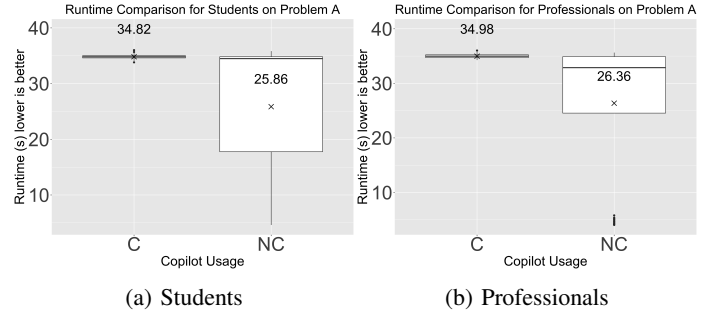 Runtime Comparison for Students on Problem A
40
30
20
10
34.82
25.86
C
NC
Runtime (s) lower is better
Copilot Usage
(a) Students
Runtime Comparison for Professionals on Problem A
40
30
20
10
34.98
26.36
C
NC
Runtime (s) lower is better
Copilot Usage
(b) Professionals